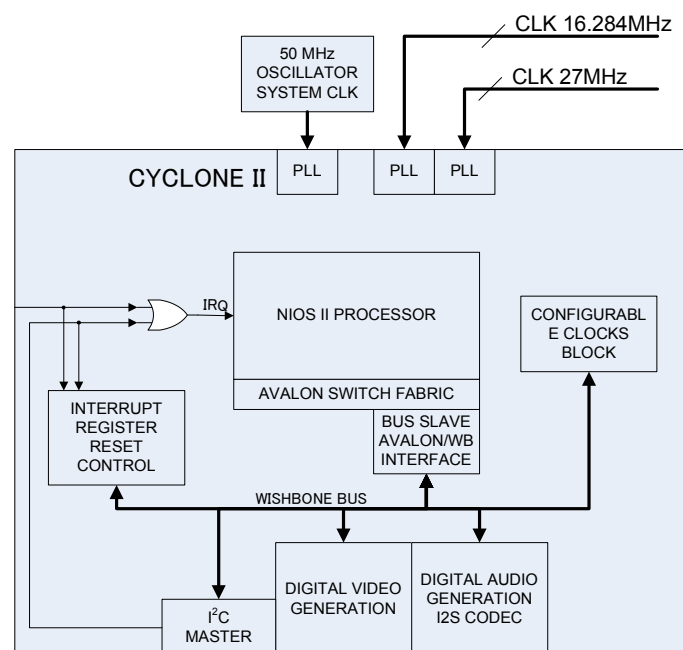 CLK 16.284MHz
50 MHz
OSCILLATOR
SYSTEM CLK
CLK 27MHz
CYCLONE II
PLL
PLL
PLL
IRQ
NIOS II PROCESSOR
CONFIGURABL
E CLOCKS
BLOCK
AVALON SWITCH FABRIC
INTERRUPT
REGISTER
RESET
CONTROL
BUS SLAVE
AVALON/WB
INTERFACE
WISHBONE BUS
I²C
MASTER
DIGITAL VIDEO
GENERATION
DIGITAL AUDIO
GENERATION
I2S CODEC